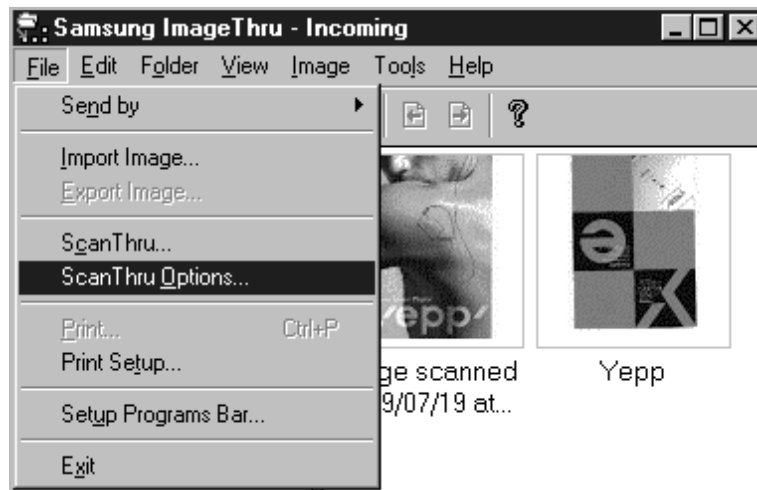 Samsung ImageThru - Incoming
File Edit Folder View Image Tools Help
Send by
Import Image...
Export Image...
ScanThru...
ScanThru Options...
Print... Ctrl+P
Print Setup...
Setup Programs Bar...
Exit
yepp'
e
ge scanned
9/07/19 at...
Yepp